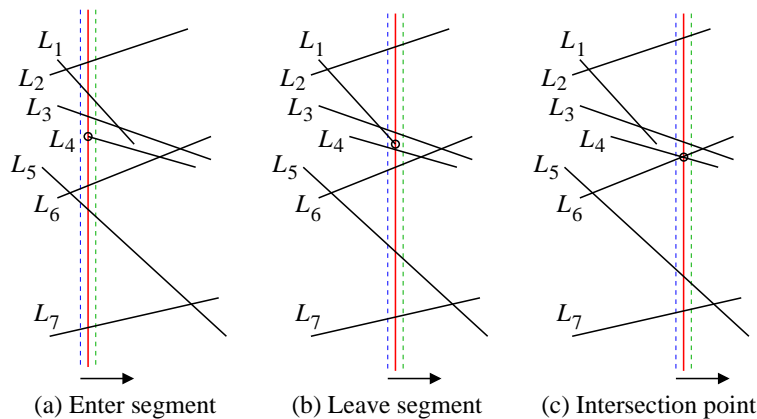 L1 L1 L1
L2 L2 L2
L3 L3 L3
L4 L4 L4
L5 L5 L5
L6 L6 L6
L7 L7 L7
(a) Enter segment (b) Leave segment (c) Intersection point